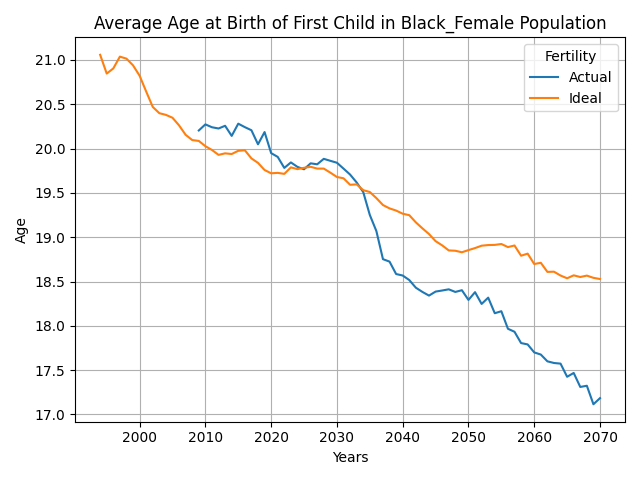 Average Age at Birth of First Child in Black_Female Population
Fertility
Actual
Ideal
Age
21.0
20.5
20.0
19.5
19.0
18.5
18.0
17.5
17.0
2000 2010 2020 2030 2040 2050 2060 2070
Years